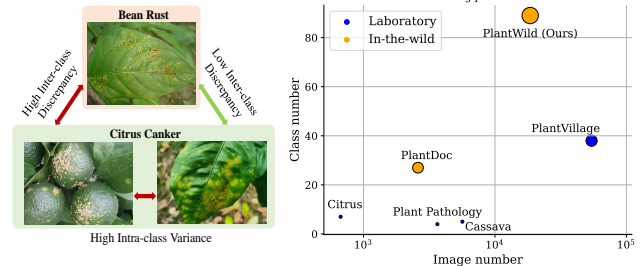 Bean Rust
High Inter-class
Discrepancy
Low Inter-class
Discrepancy
Citrus Canker
High Intra-class Variance
Laboratory
In-the-wild
PlantWild (Ours)
PlantVillage
PlantDoc
Citrus
Plant Pathology
Cassava
Class number
80
60
40
20
0
10³
10⁴
10⁵
Image number